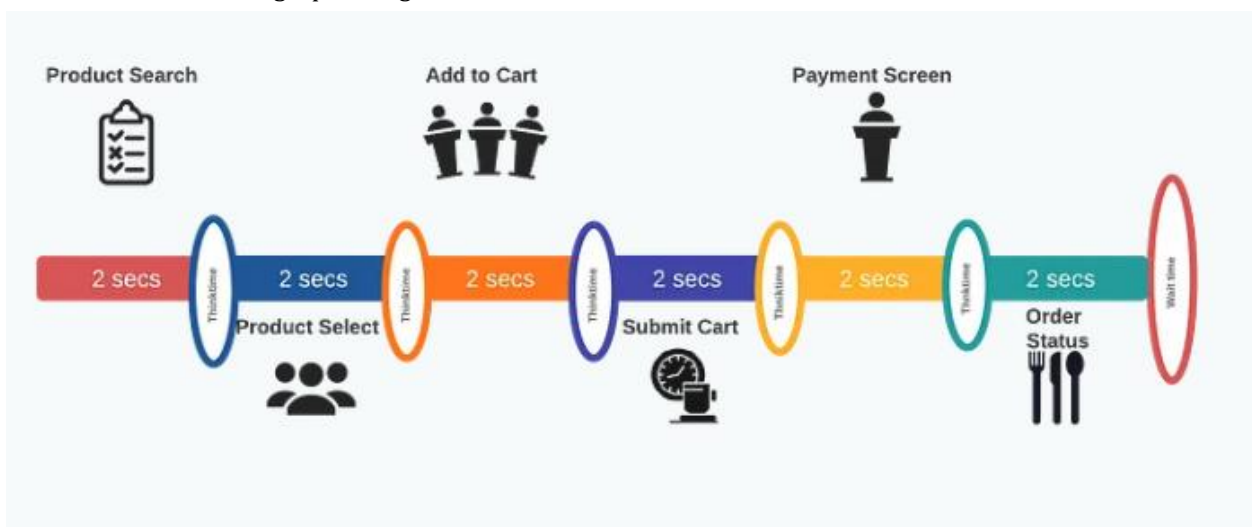 Product Search
Add to Cart
Payment Screen
2 secs
Thinktime
2 secs
Thinktime
2 secs
Thinktime
2 secs
Thinktime
2 secs
Thinktime
2 secs
Wait time
Product Select
Submit Cart
Order
Status